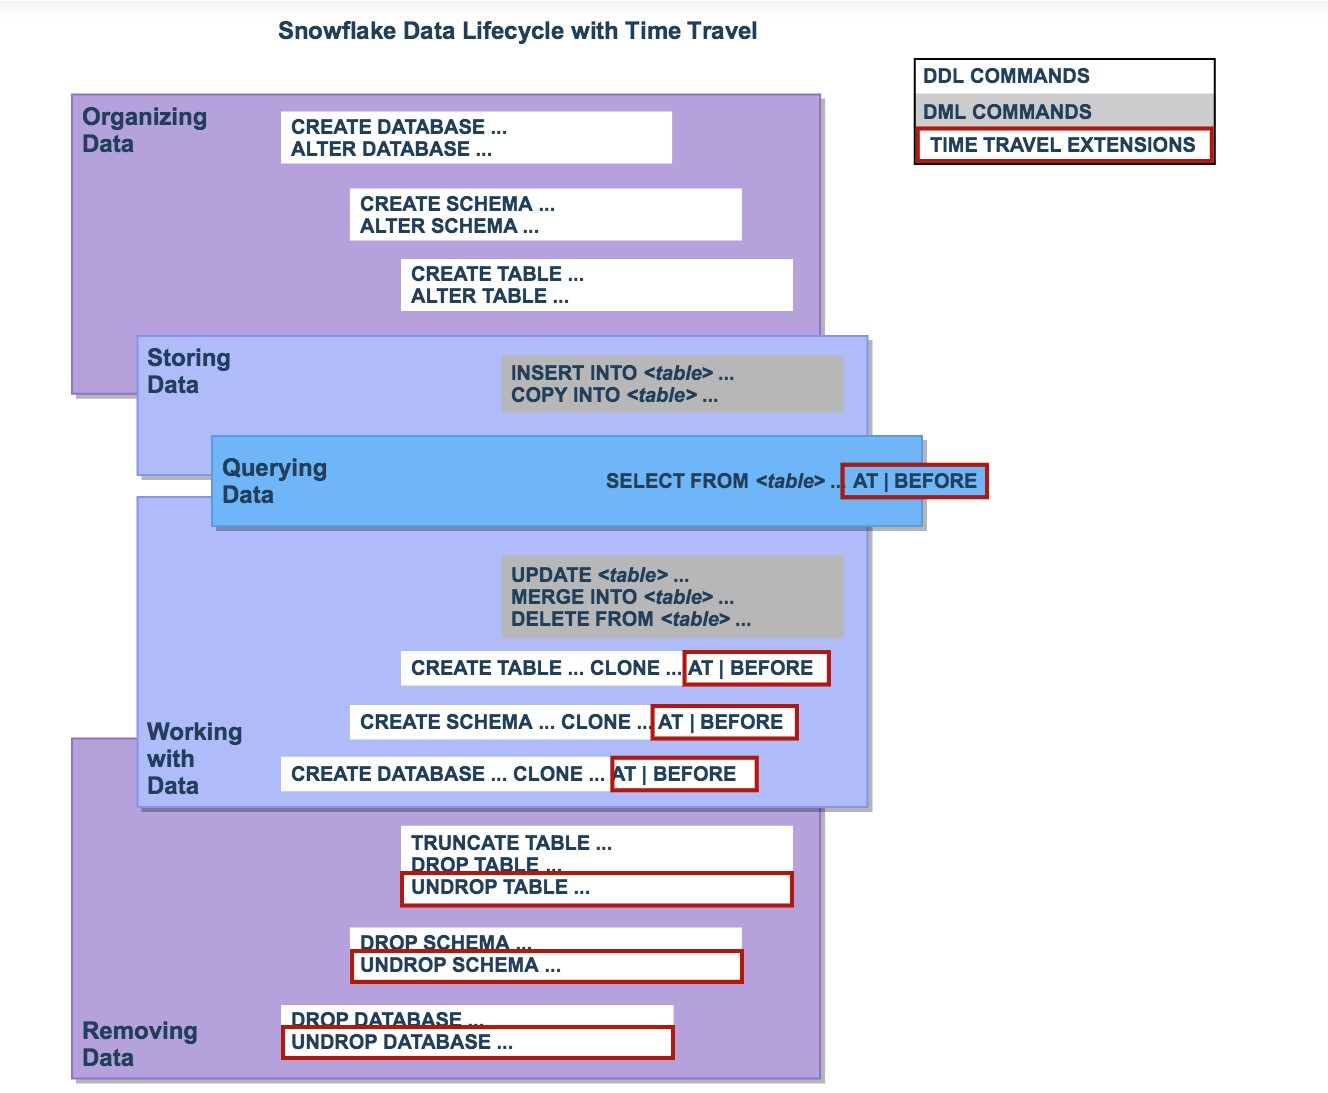 Snowflake Data Lifecycle with Time Travel
DDL COMMANDS
DML COMMANDS
TIME TRAVEL EXTENSIONS
Organizing
Data
CREATE DATABASE ...
ALTER DATABASE ...
CREATE SCHEMA ...
ALTER SCHEMA ...
CREATE TABLE ...
ALTER TABLE ...
Storing
Data
INSERT INTO <table> ...
COPY INTO <table> ...
Querying
Data
SELECT FROM <table> ... AT | BEFORE
UPDATE <table> ...
MERGE INTO <table> ...
DELETE FROM <table> ...
CREATE TABLE ... CLONE ... AT | BEFORE
CREATE SCHEMA ... CLONE ... AT | BEFORE
CREATE DATABASE ... CLONE ... AT | BEFORE
Working
with
Data
TRUNCATE TABLE ...
DROP TABLE ...
UNDROP TABLE ...
DROP SCHEMA ...
UNDROP SCHEMA ...
DROP DATABASE ...
UNDROP DATABASE ...
Removing
Data